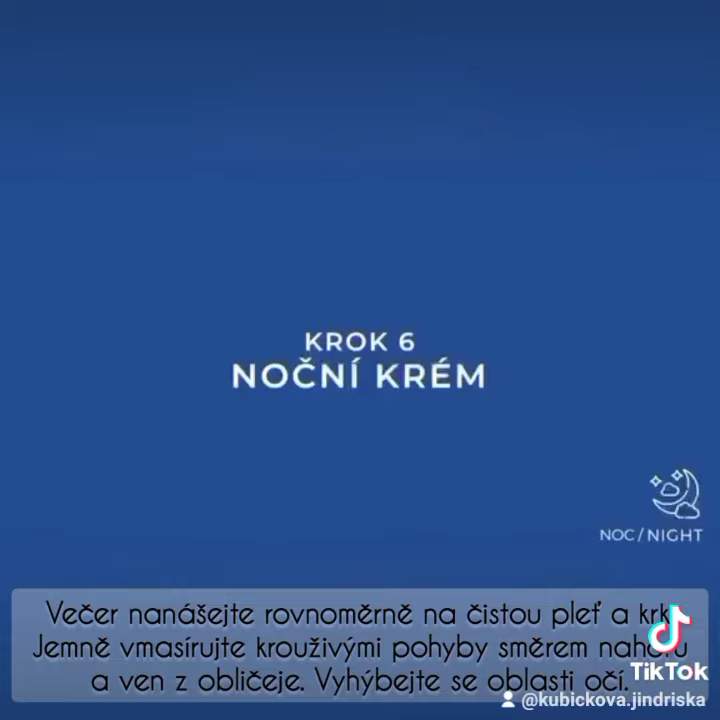 KROK 6
NOČNÍ KRÉM
NOC / NIGHT
Večer nanášejte rovnoměrně na čistou pleť a krk.
Jemně vmasírujte krouživými pohyby směrem nahoru
a ven z obličeje. Vyhýbejte se oblasti očí.
TikTok
@kubickova.jindriska